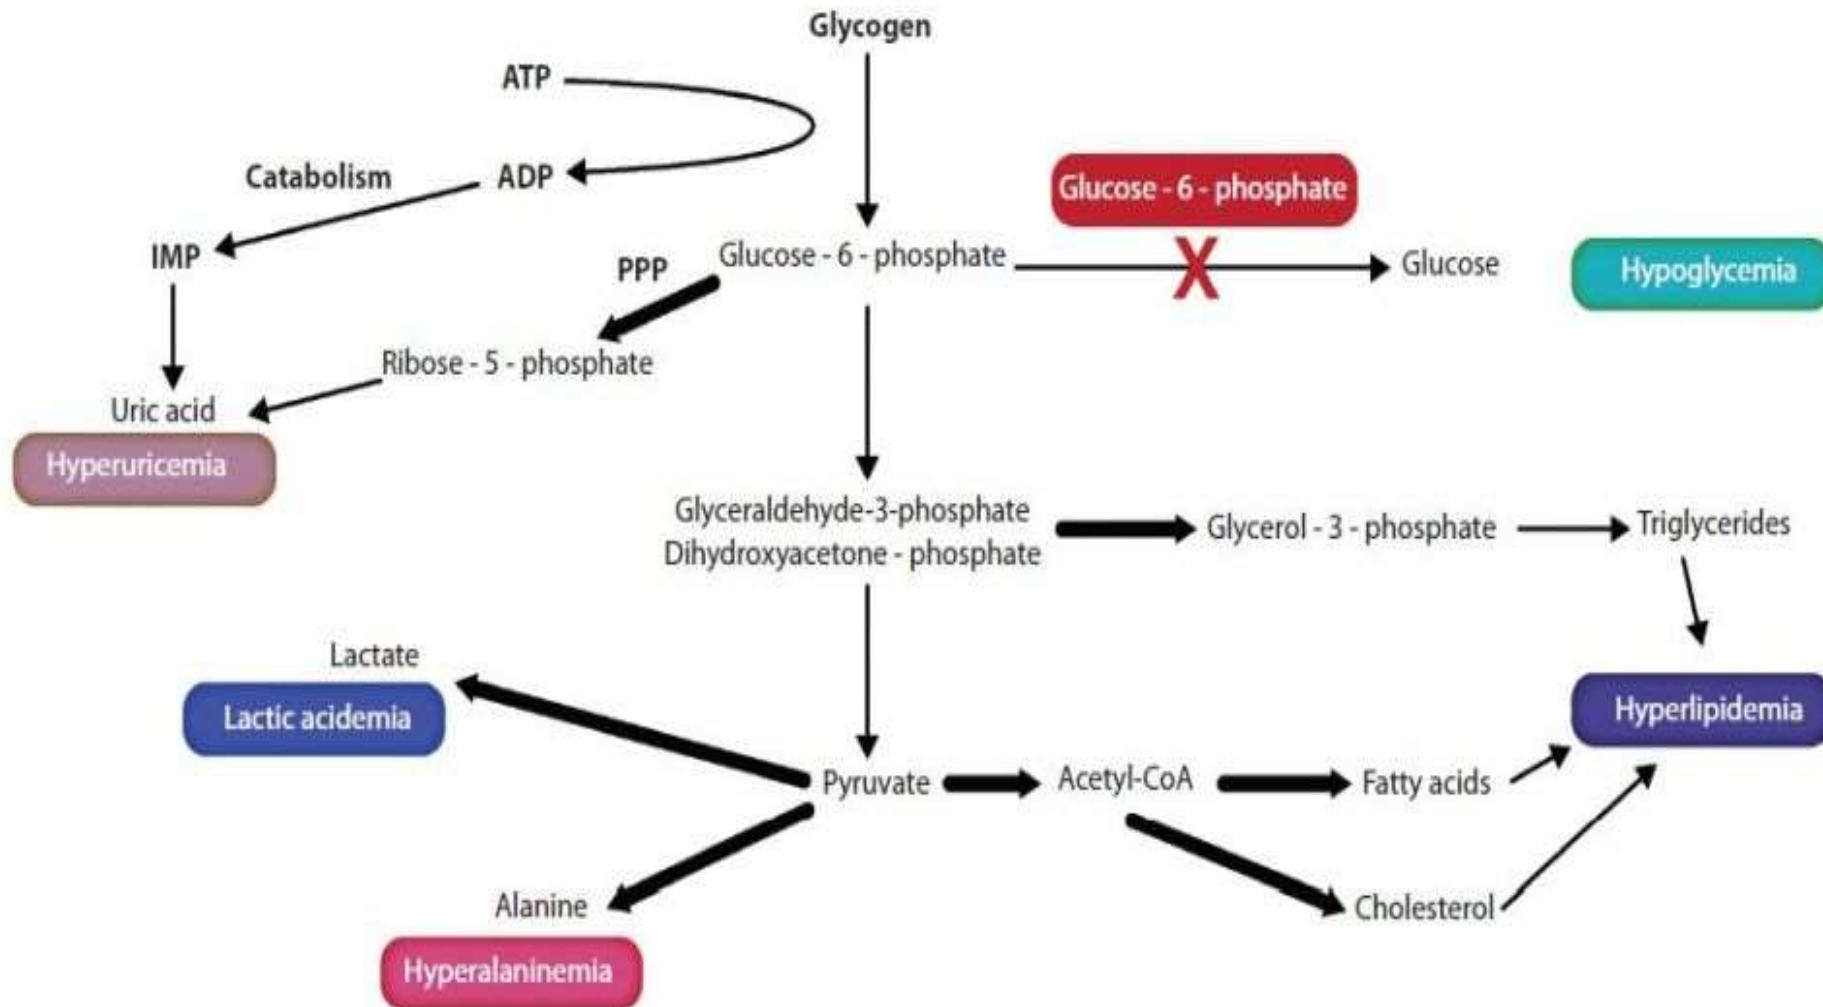 Glycogen
ATP
Catabolism
ADP
Glucose - 6 - phosphate
IMP
PPP
Glucose - 6 - phosphate
X
Glucose
Hypoglycemia
Ribose - 5 - phosphate
Uric acid
Hyperuricemia
Glyceraldehyde-3-phosphate
Dihydroxyacetone - phosphate
Glycerol - 3 - phosphate
Triglycerides
Lactate
Lactic acidemia
Hyperlipidemia
Pyruvate
Acetyl-CoA
Fatty acids
Alanine
Cholesterol
Hyperalaninemia